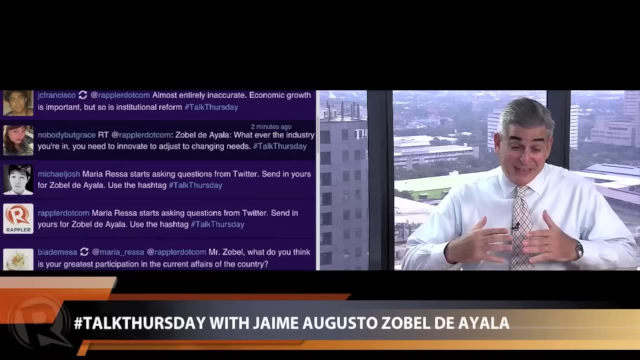 jcfrancisco @rapplerdotcom Almost entirely inaccurate. Economic growth
is important, but so is institutional reform #TalkThursday
2 minutes ago
nobodybutgrace RT @rapplerdotcom: Zobel de Ayala: What ever the industry
you're in, you need to innovate to adjust to changing needs. #TalkThursday
michaeljosh Maria Ressa starts asking questions from Twitter. Send in yours
for Zobel de Ayala. Use the hashtag #TalkThursday
rapplerdotcom Maria Ressa starts asking questions from Twitter. Send in
yours for Zobel de Ayala. Use the hashtag #TalkThursday
RAPPLER
biademesa @maria_ressa @rapplerdotcom Mr. Zobel, what do you think
is your greatest participation in the current affairs of the country?
#TALKTHURSDAY WITH JAIME AUGUSTO ZOBEL DE AYALA